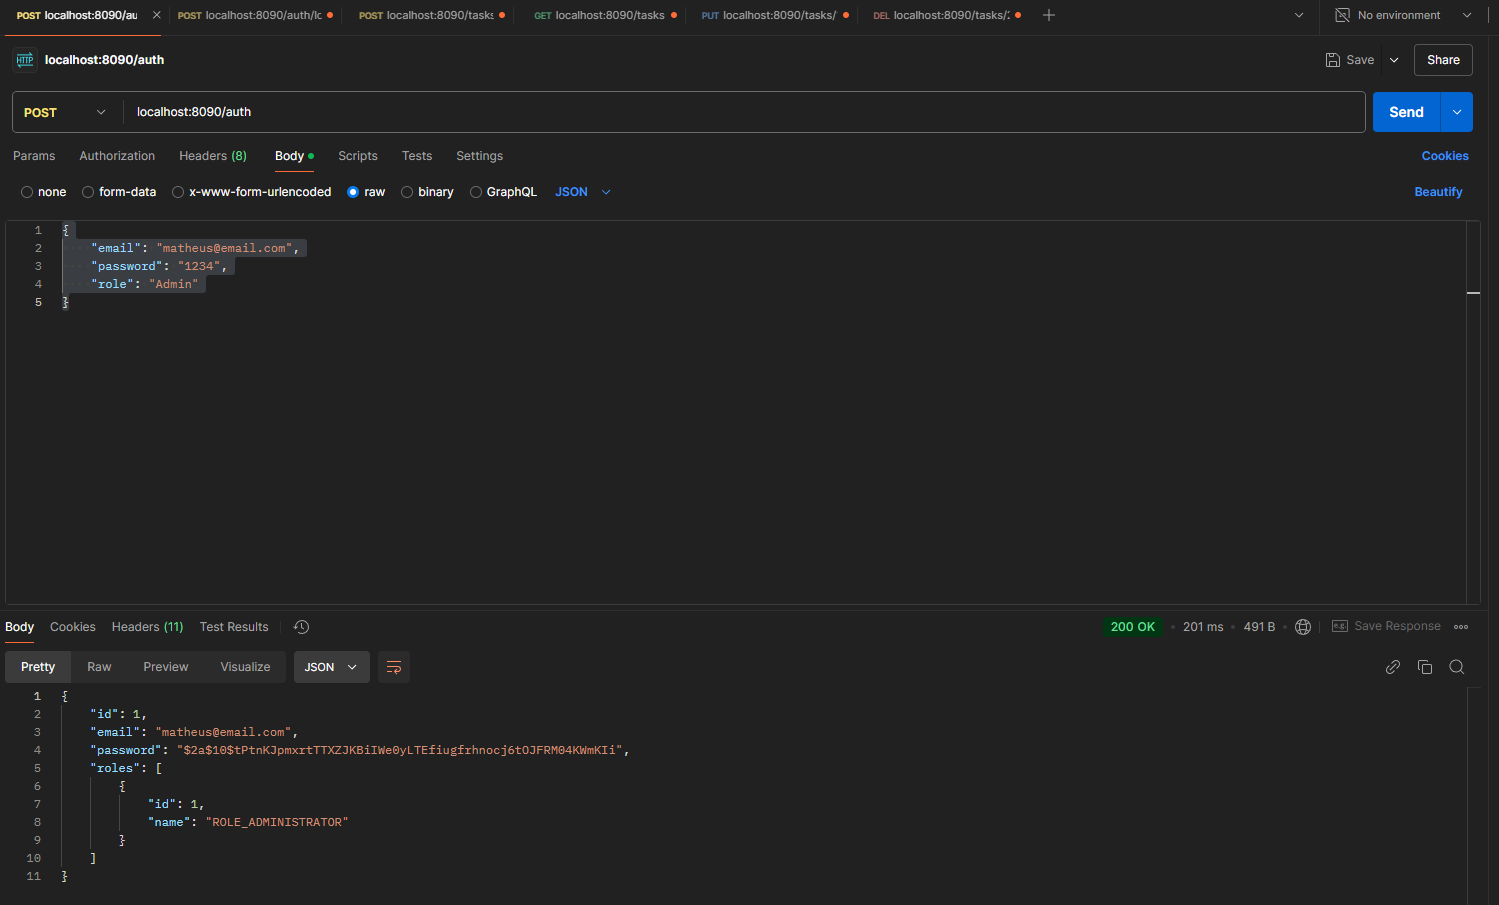 POST localhost:8090/au
POST localhost:8090/auth/lo
POST localhost:8090/tasks
GET localhost:8090/tasks
PUT localhost:8090/tasks/
DEL localhost:8090/tasks/
No environment
HTTP localhost:8090/auth
Save
Share
POST localhost:8090/auth
Send
Params Authorization Headers (8) Body Scripts Tests Settings Cookies
none form-data x-www-form-urlencoded raw binary GraphQL JSON Beautify
1 {
2 "email": "matheus@email.com",
3 "password": "1234",
4 "role": "Admin"
5 }
Body Cookies Headers (11) Test Results 200 OK 201 ms 491 B e.g. Save Response
Pretty Raw Preview Visualize JSON
1 {
2 "id": 1,
3 "email": "matheus@email.com",
4 "password": "$2a$10$tPtnKJpmxrtTTXZJKBiIWe0yLTEfiugfrhnocj6tOJFRM04KWmKIi",
5 "roles": [
6 {
7 "id": 1,
8 "name": "ROLE_ADMINISTRATOR"
9 }
10 ]
11 }